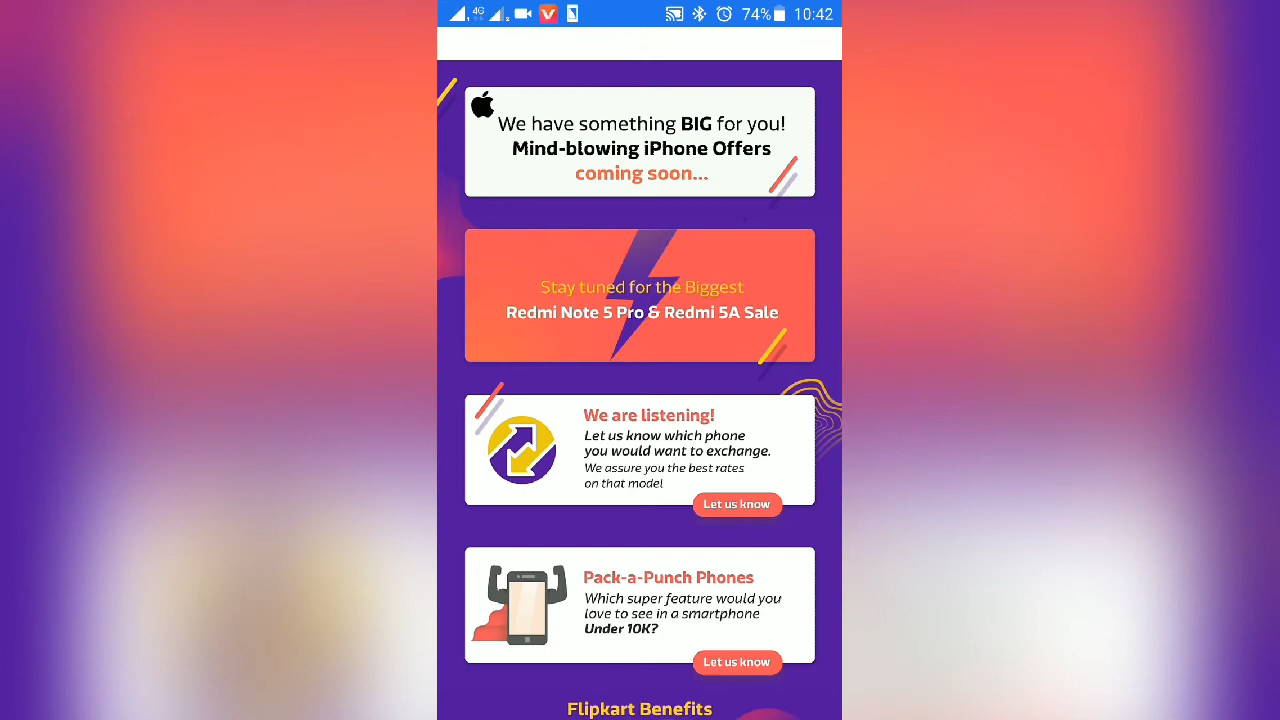 4G 74% 10:42
1 2
We have something BIG for you!
Mind-blowing iPhone Offers
coming soon...
Stay tuned for the Biggest
Redmi Note 5 Pro & Redmi 5A Sale
We are listening!
Let us know which phone
you would want to exchange.
We assure you the best rates
on that model
Let us know
Pack-a-Punch Phones
Which super feature would you
love to see in a smartphone
Under 10K?
Let us know
Flipkart Benefits